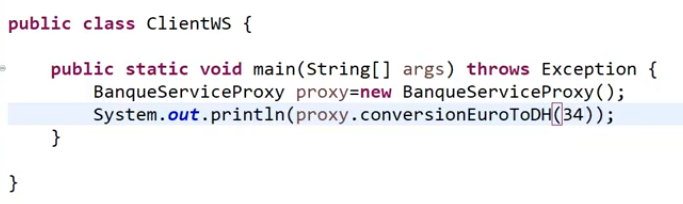 public class ClientWS {
public static void main(String[] args) throws Exception {
BanqueServiceProxy proxy=new BanqueServiceProxy();
System.out.println(proxy.conversionEuroToDH(34));
}
}